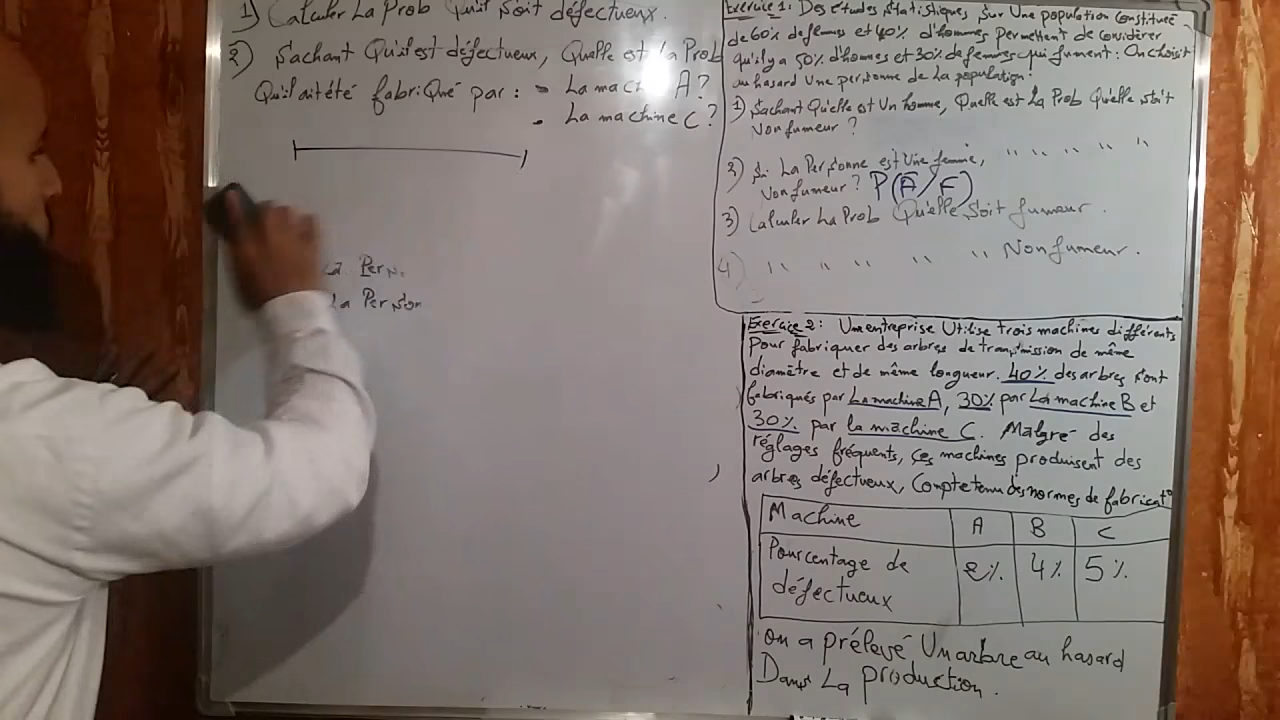 1) Calculer La Prob Qu'il Soit défectueux.
2) Sachant Qu'il est défectueux, Quelle est la Prob
Qu'il ait été fabriqué par : - La mac A ?
- La machine C ?
La Pers
La Person
Exercice 1 : Des études statistiques, Sur Une population constituée
de 60% de femmes et 40% d'hommes permettent de considérer
qu'il y a 50% d'hommes et 30% de femmes qui fument : On choisit
au hasard Une personne de La population :
1) Sachant Qu'elle est Un homme, Quelle est La Prob Qu'elle soit
Non fumeur ?
2) Si La Personne est Une femme, " " " " "
Non fumeur ? P(A̅/F)
3) Calculer La Prob Qu'elle Soit fumeur.
4) " " " " " Non fumeur.
Exercice 2 : Une entreprise Utilise trois machines différents
Pour fabriquer des arbres de transmission de même
diamètre et de même longueur. 40% des arbres sont
fabriqués par La machine A, 30% par La machine B et
30% par la machine C. Malgré des
réglages fréquents, ces machines produisent des
arbres défectueux, Compte tenu des normes de fabricat°
Machine A B C
Pourcentage de 2% 4% 5%
défectueux
On a prélevé Un arbre au hasard
Dans La production.